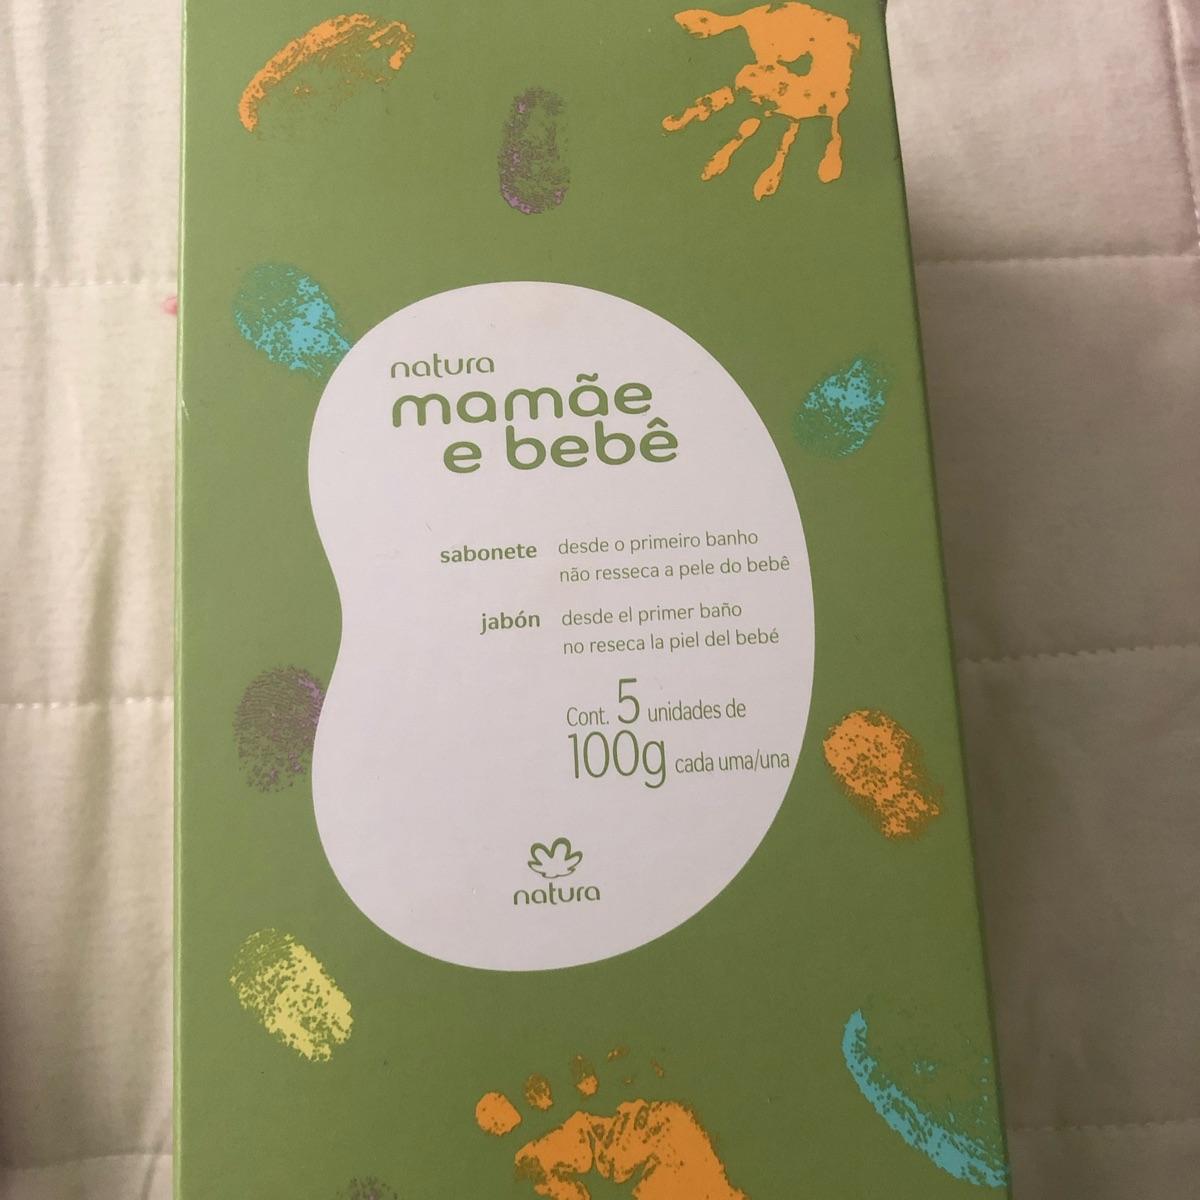 natura
mamãe
e bebê
sabonete desde o primeiro banho
não resseca a pele do bebê
jabón desde el primer baño
no reseca la piel del bebé
Cont. 5 unidades de
100g cada uma/una
natura